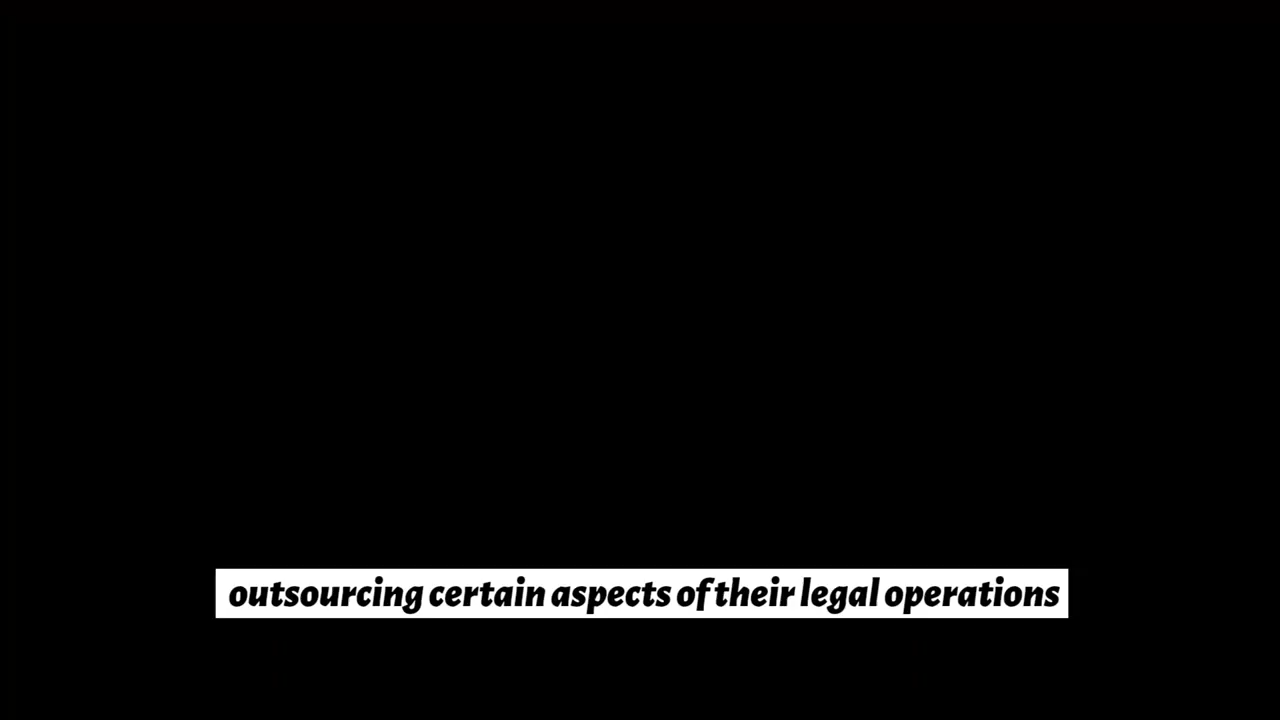 outsourcing certain aspects of their legal operations